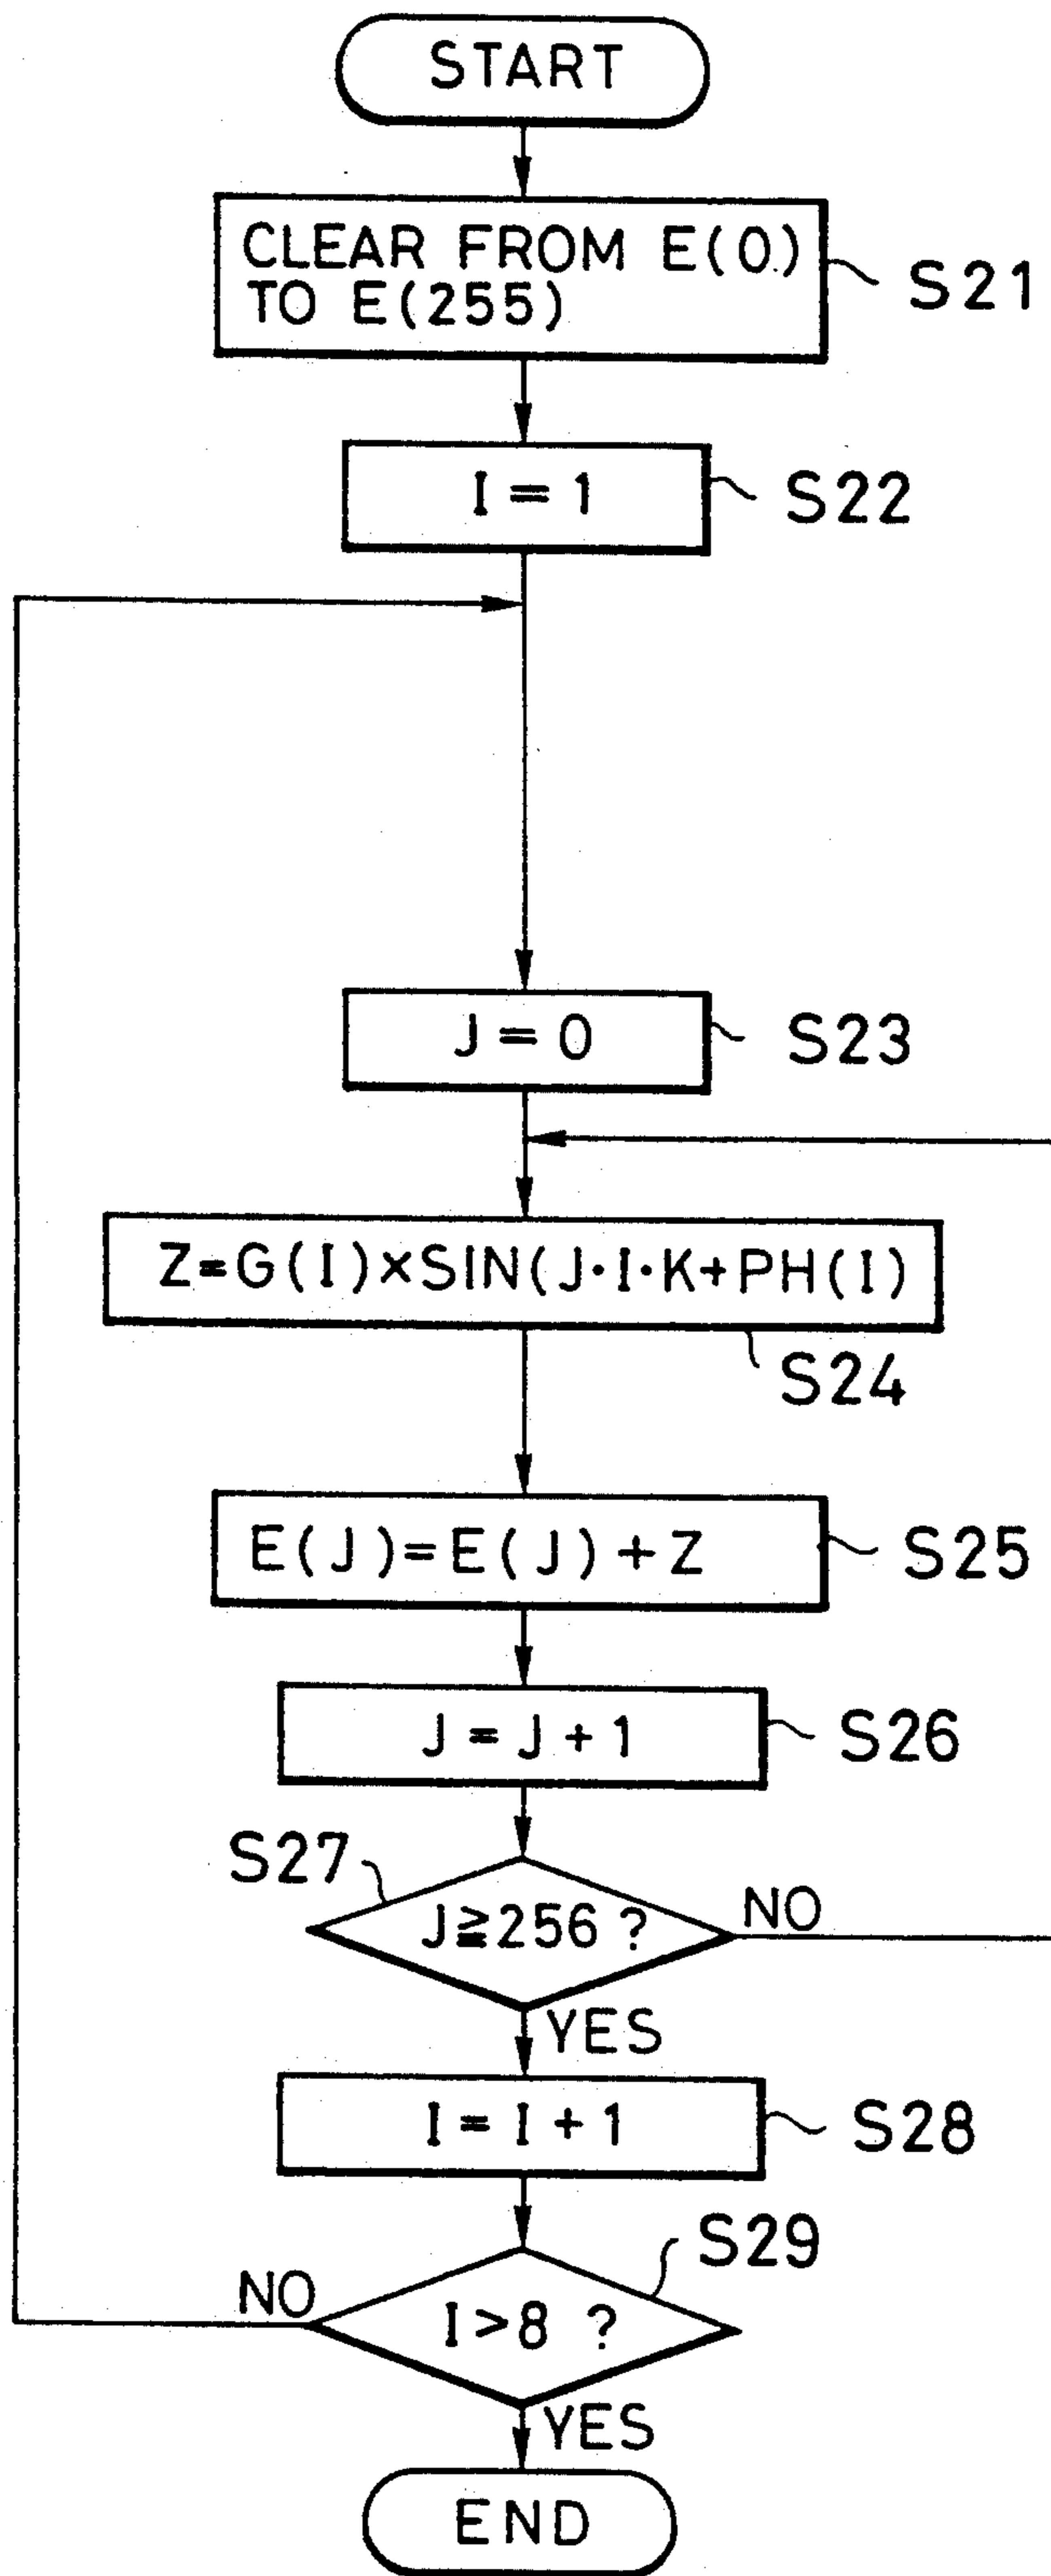 START
CLEAR FROM E(0)
TO E(255)
S21
I = 1
S22
J = 0
S23
Z=G(I)×SIN(J·I·K+PH(I)
S24
E(J)=E(J)+Z
S25
J = J + 1
S26
S27
J≧256 ?
NO
YES
I = I + 1
S28
S29
NO
I>8 ?
YES
END